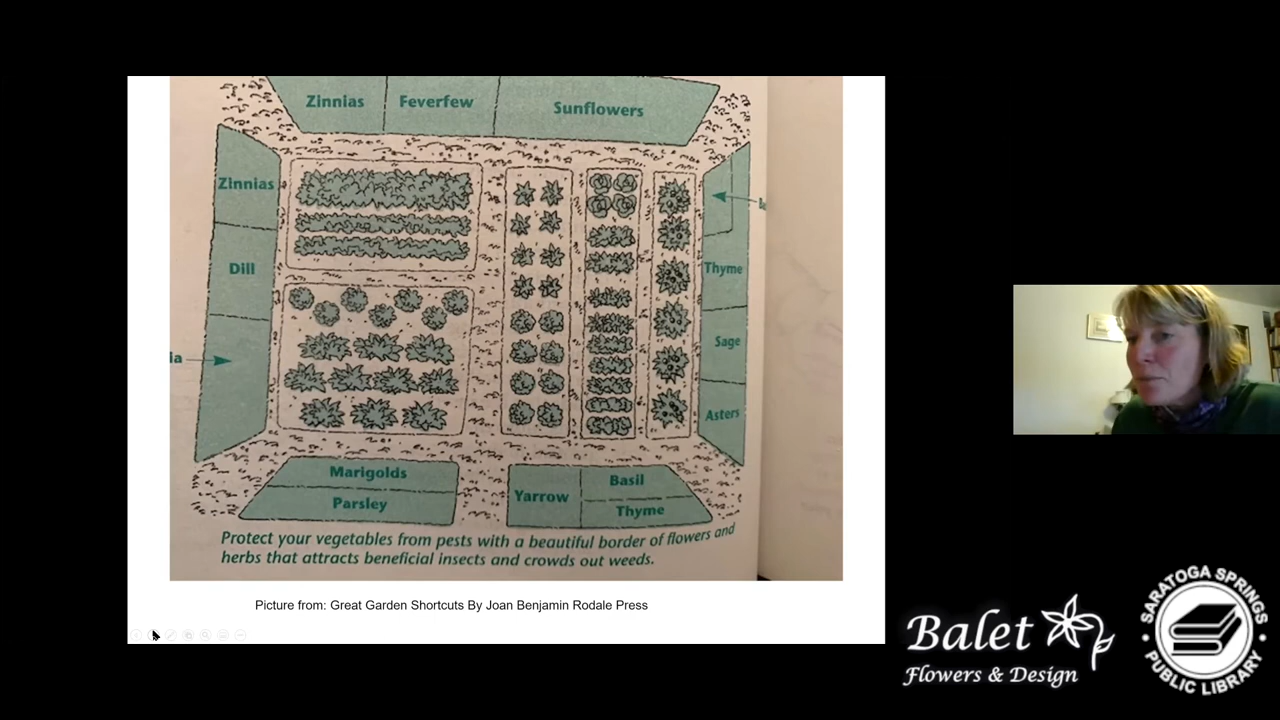 Zinnias
Feverfew
Sunflowers
Zinnias
Dill
Thyme
ia
Sage
Asters
Marigolds
Parsley
Yarrow
Basil
Thyme
Protect your vegetables from pests with a beautiful border of flowers and
herbs that attracts beneficial insects and crowds out weeds.
Picture from: Great Garden Shortcuts By Joan Benjamin Rodale Press
Balet
Flowers & Design
SARATOGA SPRINGS
PUBLIC LIBRARY